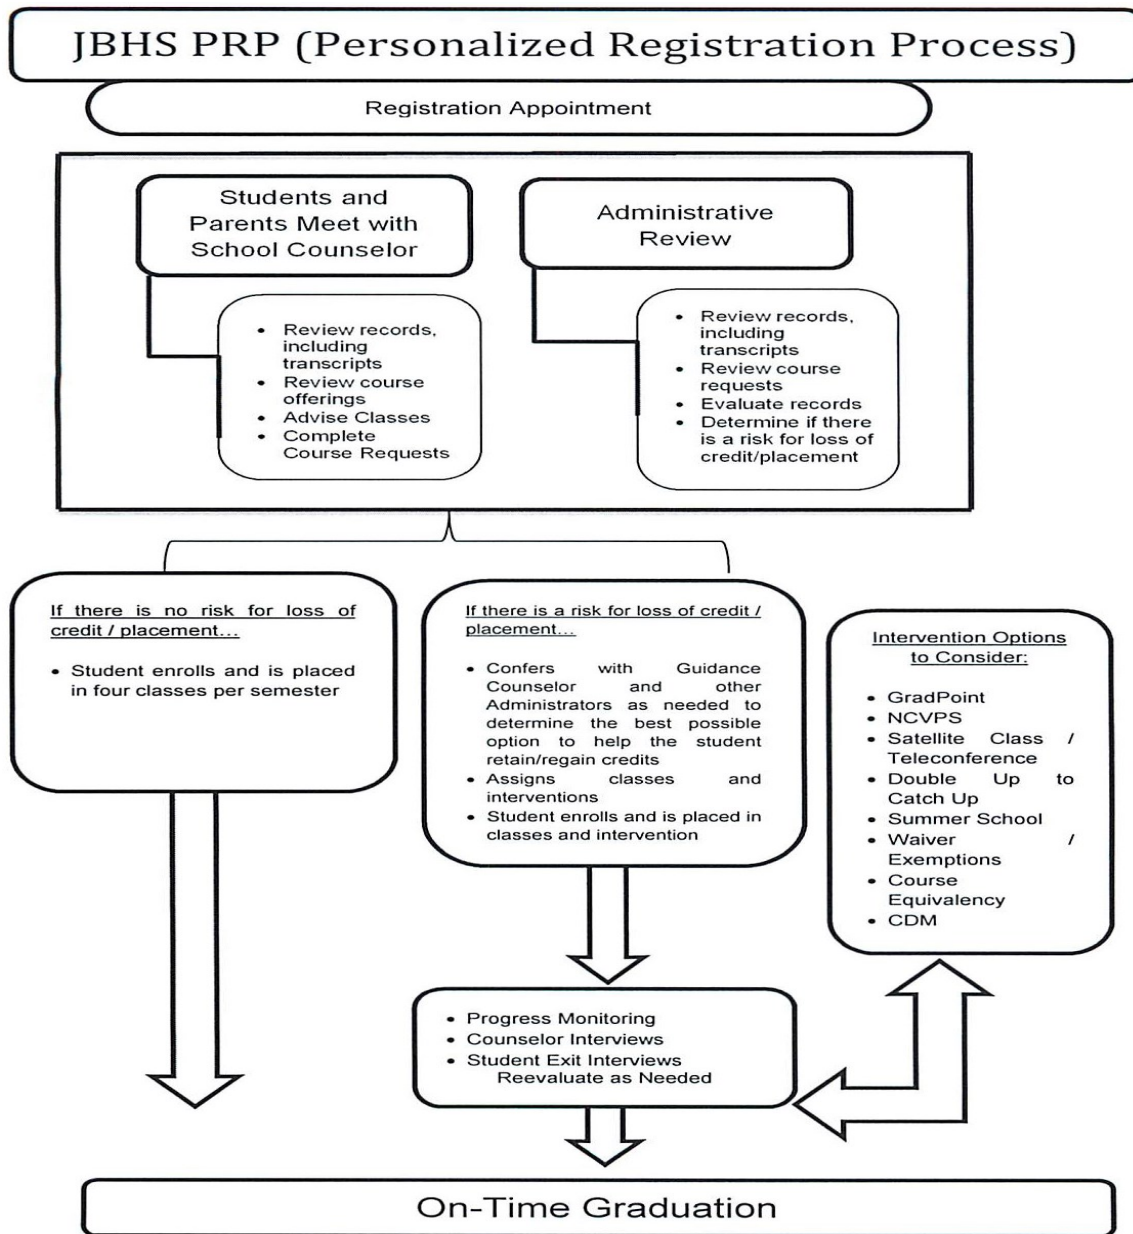 JBHS PRP (Personalized Registration Process)
Registration Appointment
Students and
Parents Meet with
School Counselor
• Review records,
including
transcripts
• Review course
offerings
• Advise Classes
• Complete
Course Requests
Administrative
Review
• Review records,
including
transcripts
• Review course
requests
• Evaluate records
• Determine if there
is a risk for loss of
credit/placement
If there is no risk for loss of
credit / placement…
• Student enrolls and is placed
in four classes per semester
If there is a risk for loss of credit /
placement…
• Confers with Guidance
Counselor and other
Administrators as needed to
determine the best possible
option to help the student
retain/regain credits
• Assigns classes and
interventions
• Student enrolls and is placed in
classes and intervention
Intervention Options
to Consider:
• GradPoint
• NCVPS
• Satellite Class /
Teleconference
• Double Up to
Catch Up
• Summer School
• Waiver /
Exemptions
• Course
Equivalency
• CDM
• Progress Monitoring
• Counselor Interviews
• Student Exit Interviews
Reevaluate as Needed
On-Time Graduation